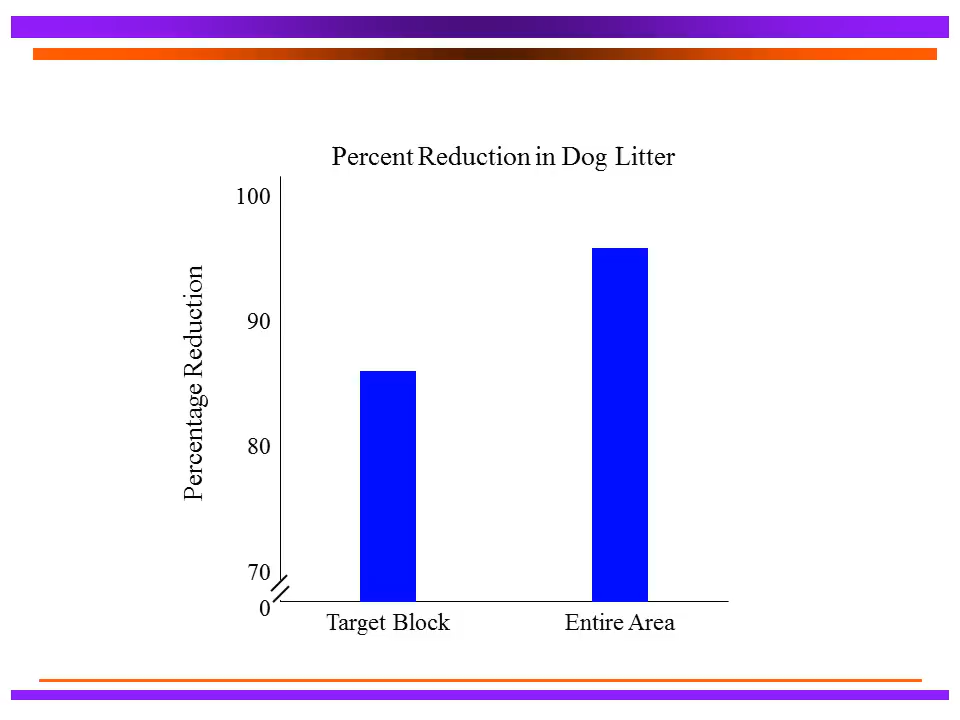 Percent Reduction in Dog Litter
100
90
80
70
0
Percentage Reduction
Target Block
Entire Area